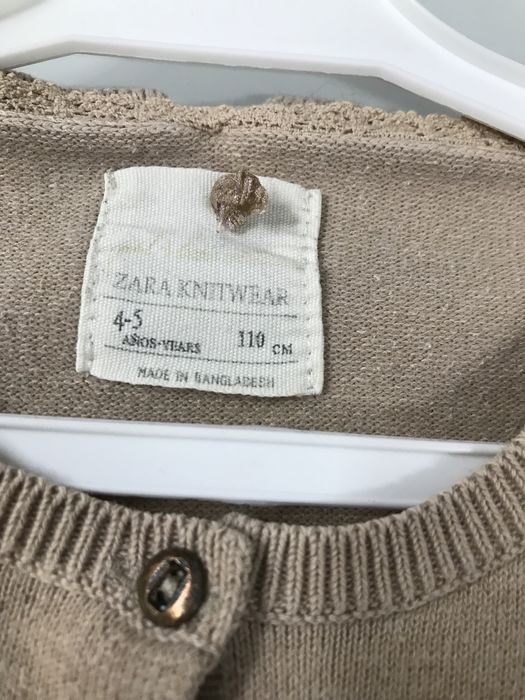 ZARA KNITWEAR
4-5
AÑOS-YEARS
110 CM
MADE IN BANGLADESH